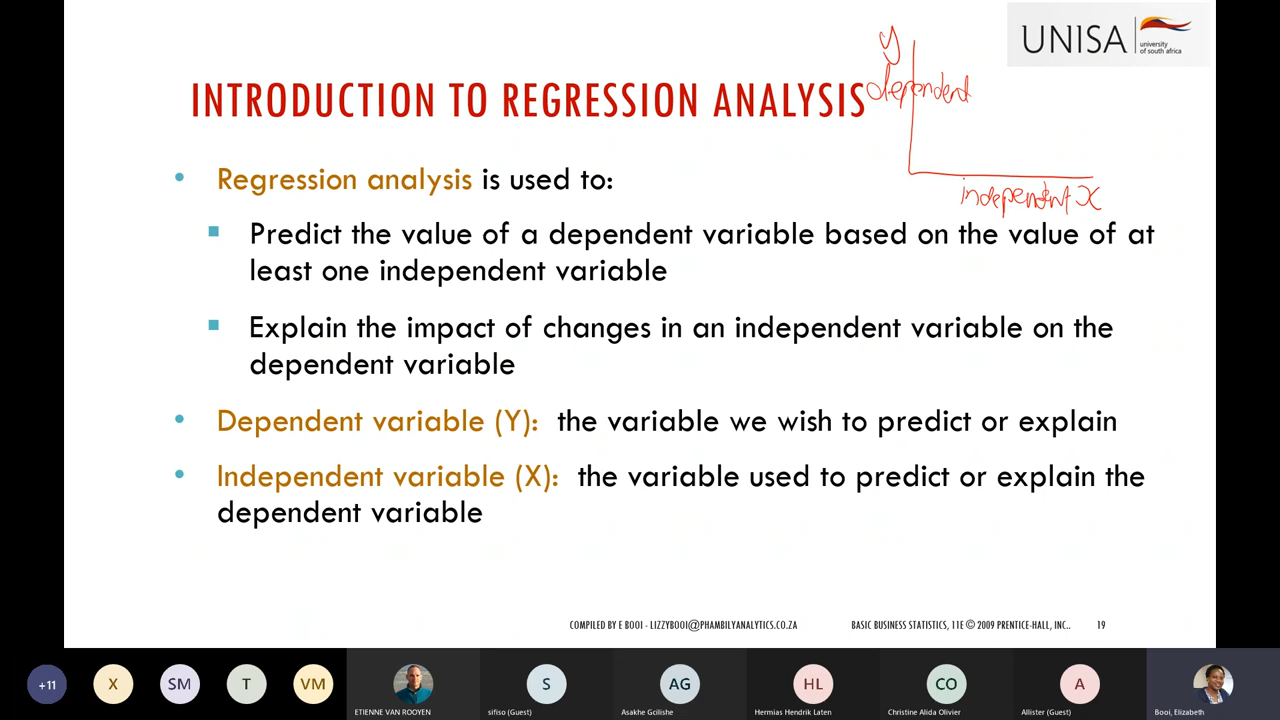 UNISA
university
of south africa
y
dependent
INTRODUCTION TO REGRESSION ANALYSIS
independent x
• Regression analysis is used to:
▪ Predict the value of a dependent variable based on the value of at
least one independent variable
▪ Explain the impact of changes in an independent variable on the
dependent variable
• Dependent variable (Y): the variable we wish to predict or explain
• Independent variable (X): the variable used to predict or explain the
dependent variable
COMPILED BY E BOOI - LIZZYBOOI@PHAMBILYANALYTICS.CO.ZA
BASIC BUSINESS STATISTICS, 11E © 2009 PRENTICE-HALL, INC..
19
+11
X
SM
T
VM
ETIENNE VAN ROOYEN
S
sifiso (Guest)
AG
Asakhe Gcilishe
HL
Hermias Hendrik Laten
CO
Christine Alida Olivier
A
Allister (Guest)
Booi, Elizabeth